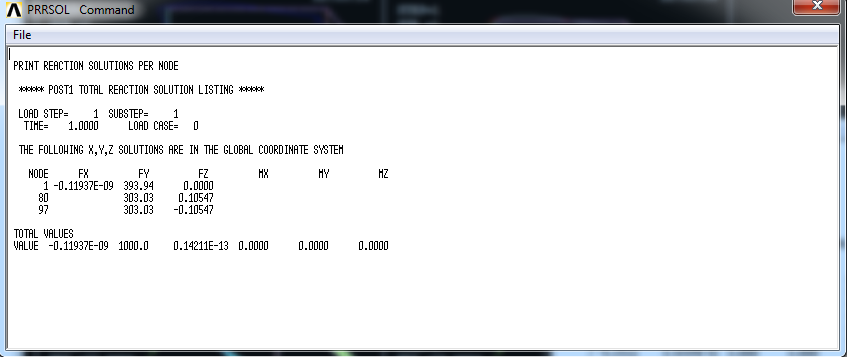 PRRSOL Command
File
PRINT REACTION SOLUTIONS PER NODE
***** POST1 TOTAL REACTION SOLUTION LISTING *****
LOAD STEP= 1 SUBSTEP= 1
TIME= 1.0000 LOAD CASE= 0
THE FOLLOWING X,Y,Z SOLUTIONS ARE IN THE GLOBAL COORDINATE SYSTEM
NODE FX FY FZ MX MY MZ
1 -0.11937E-09 393.94 0.0000
80 303.03 0.10547
97 303.03 -0.10547
TOTAL VALUES
VALUE -0.11937E-09 1000.0 0.14211E-13 0.0000 0.0000 0.0000